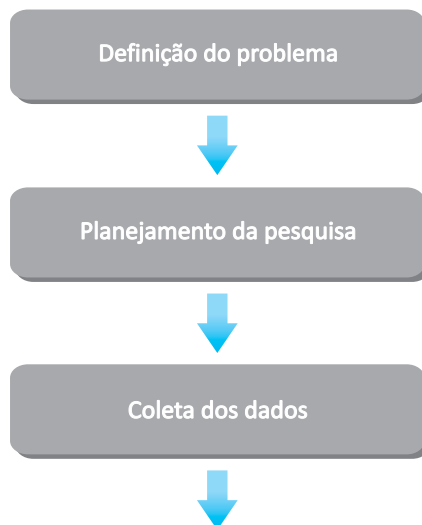 Definição do problema
Planejamento da pesquisa
Coleta dos dados